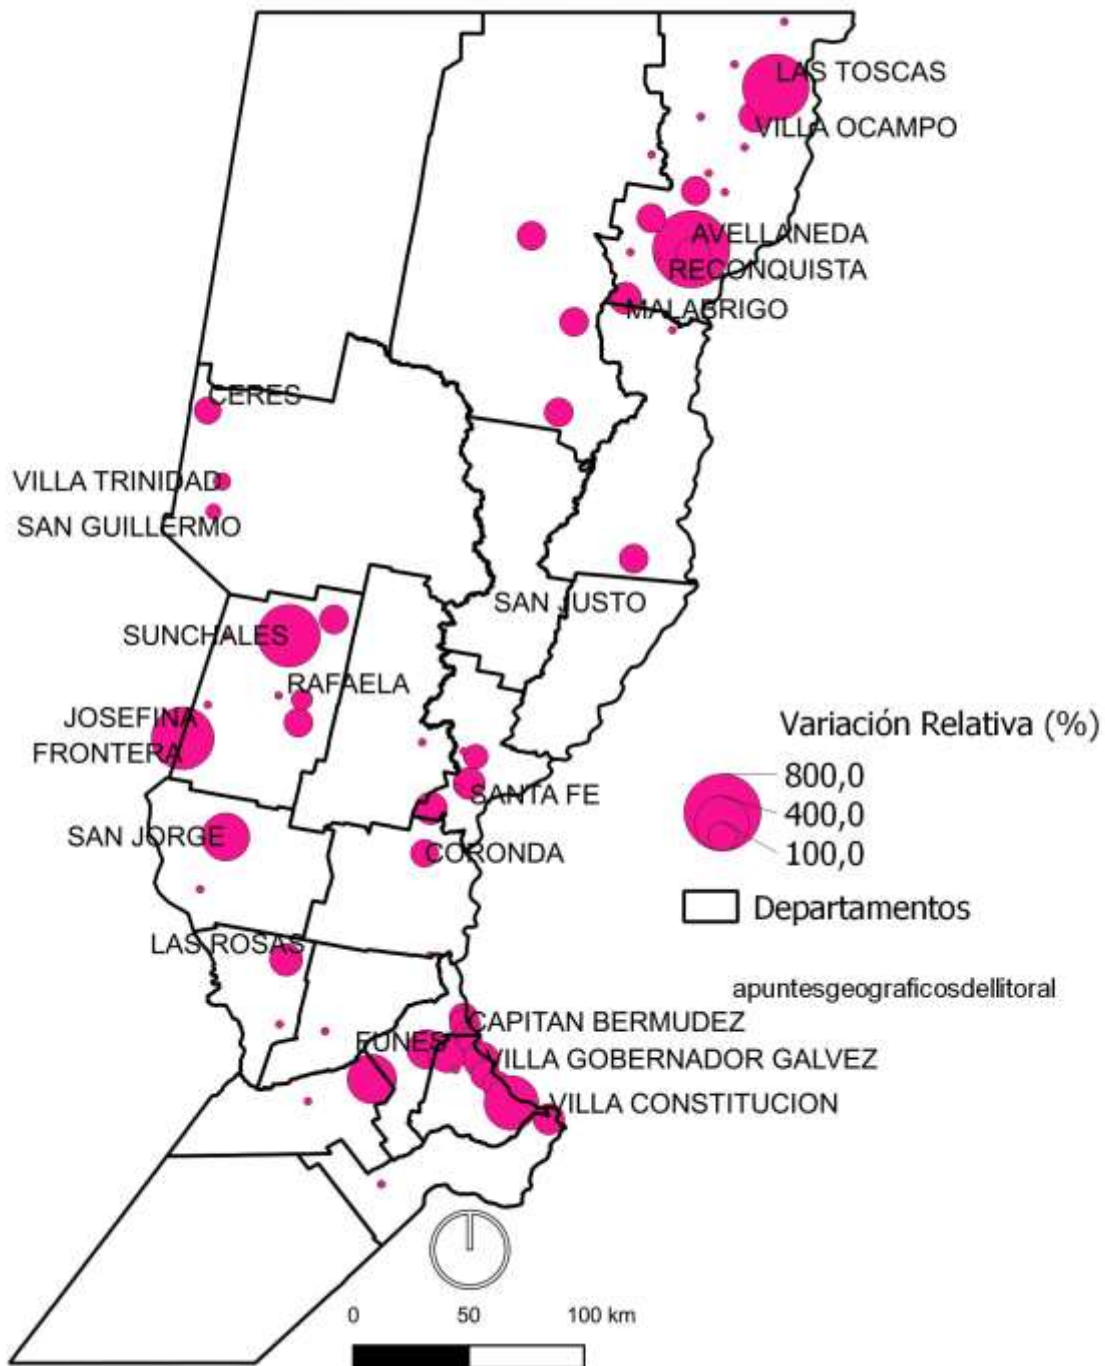 LAS TOSCAS
VILLA OCAMPO
AVELLANEDA
RECONQUISTA
MALABRIGO
CERES
VILLA TRINIDAD
SAN GUILLERMO
SAN JUSTO
SUNCHALES
RAFAELA
JOSEFINA
FRONTERA
Variación Relativa (%)
800,0
400,0
100,0
SANTA FE
SAN JORGE
CORONDA
Departamentos
LAS ROSAS
apuntesgeograficosdellitoral
CAPITAN BERMUDEZ
FUNES
VILLA GOBERNADOR GALVEZ
VILLA CONSTITUCION
0 50 100 km